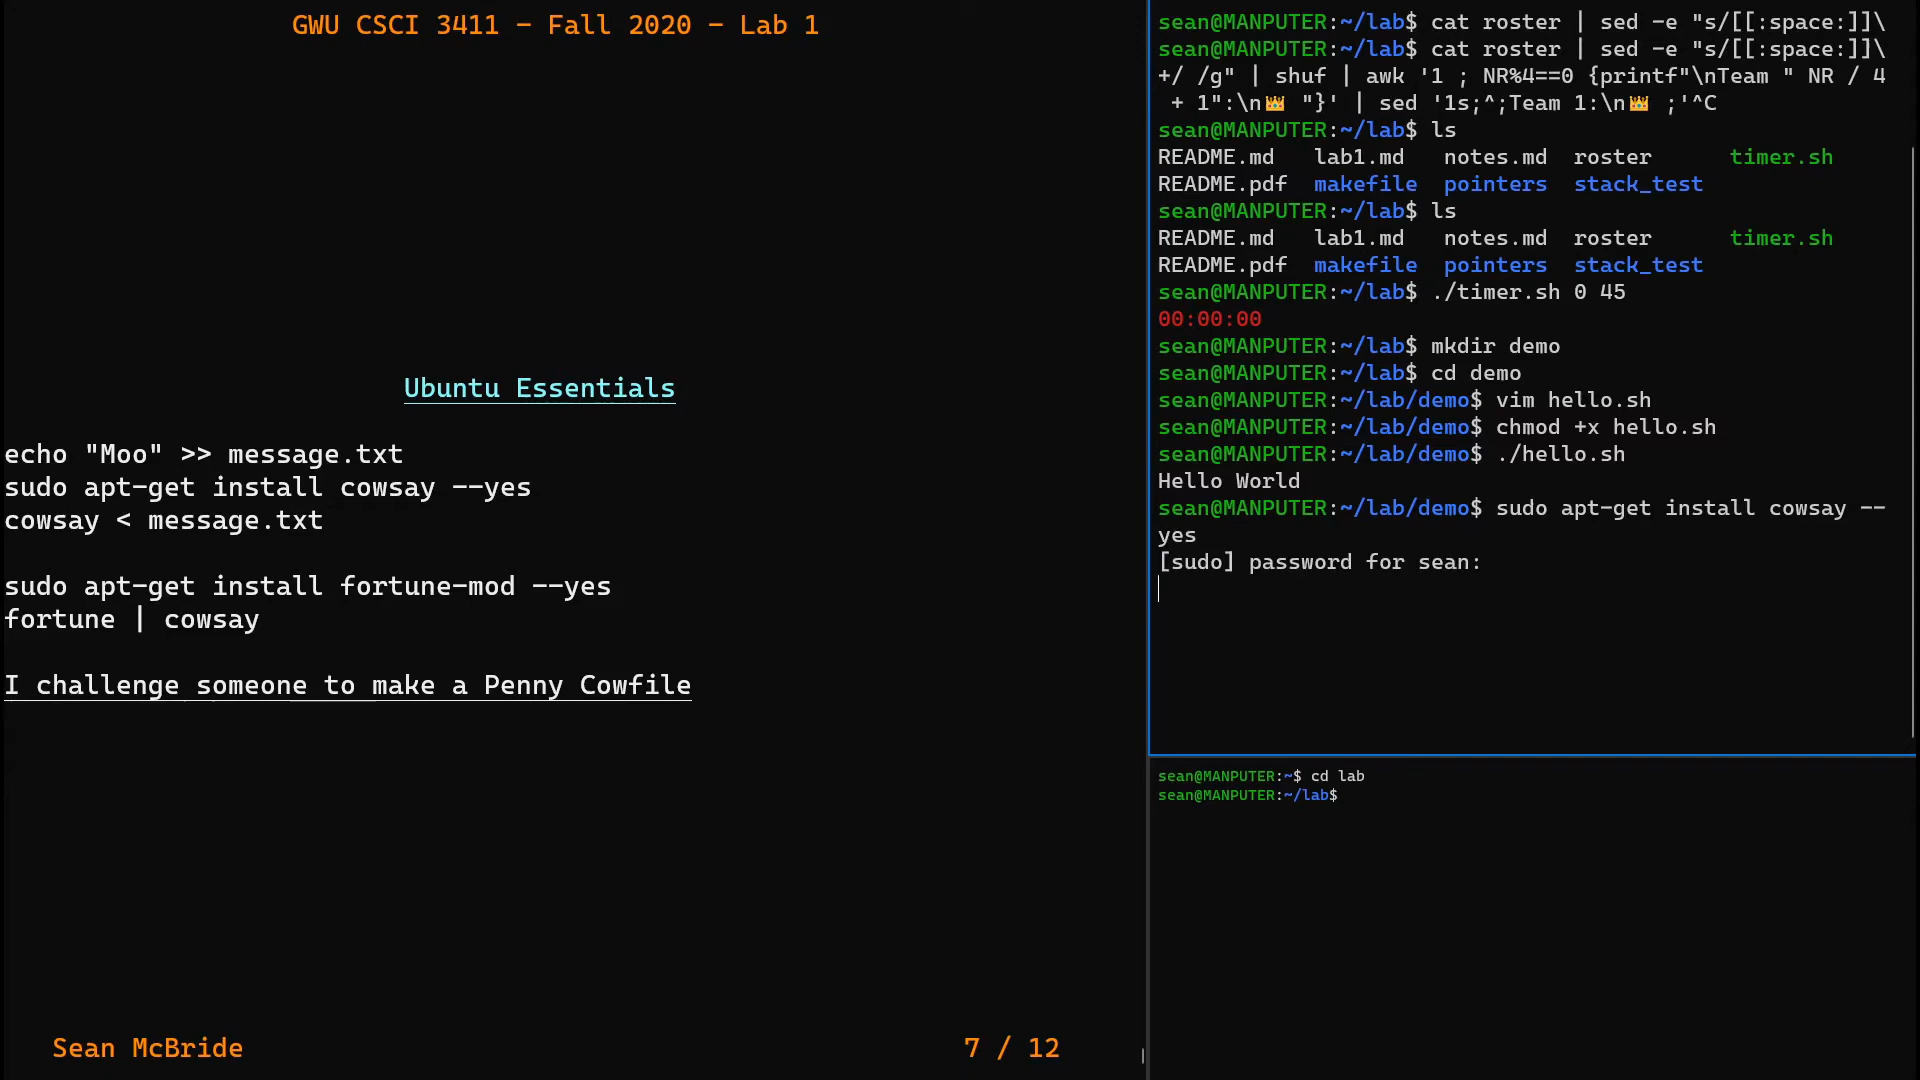 GWU CSCI 3411 - Fall 2020 - Lab 1
Ubuntu Essentials
echo "Moo" >> message.txt
sudo apt-get install cowsay --yes
cowsay < message.txt
sudo apt-get install fortune-mod --yes
fortune | cowsay
I challenge someone to make a Penny Cowfile
Sean McBride
7 / 12
sean@MANPUTER:~/lab$ cat roster | sed -e "s/[[:space:]]\
sean@MANPUTER:~/lab$ cat roster | sed -e "s/[[:space:]]\
+/ /g" | shuf | awk '1 ; NR%4==0 {printf"\nTeam " NR / 4
+ 1":\n👑 "}' | sed '1s;^;Team 1:\n👑 ;'^C
sean@MANPUTER:~/lab$ ls
README.md   lab1.md   notes.md  roster      timer.sh
README.pdf  makefile  pointers  stack_test
sean@MANPUTER:~/lab$ ls
README.md   lab1.md   notes.md  roster      timer.sh
README.pdf  makefile  pointers  stack_test
sean@MANPUTER:~/lab$ ./timer.sh 0 45
00:00:00
sean@MANPUTER:~/lab$ mkdir demo
sean@MANPUTER:~/lab$ cd demo
sean@MANPUTER:~/lab/demo$ vim hello.sh
sean@MANPUTER:~/lab/demo$ chmod +x hello.sh
sean@MANPUTER:~/lab/demo$ ./hello.sh
Hello World
sean@MANPUTER:~/lab/demo$ sudo apt-get install cowsay --
yes
[sudo] password for sean:
sean@MANPUTER:~$ cd lab
sean@MANPUTER:~/lab$